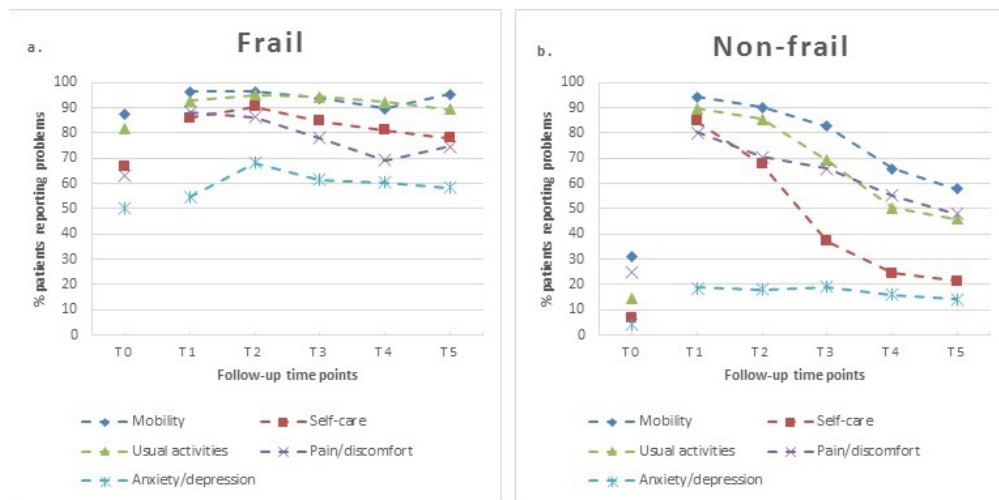 a.
Frail
% patients reporting problems
100
90
80
70
60
50
40
30
20
10
0
T0 T1 T2 T3 T4 T5
Follow-up time points
Mobility Self-care
Usual activities Pain/discomfort
Anxiety/depression
b.
Non-frail
% patients reporting problems
100
90
80
70
60
50
40
30
20
10
0
T0 T1 T2 T3 T4 T5
Follow-up time points
Mobility Self-care
Usual activities Pain/discomfort
Anxiety/depression